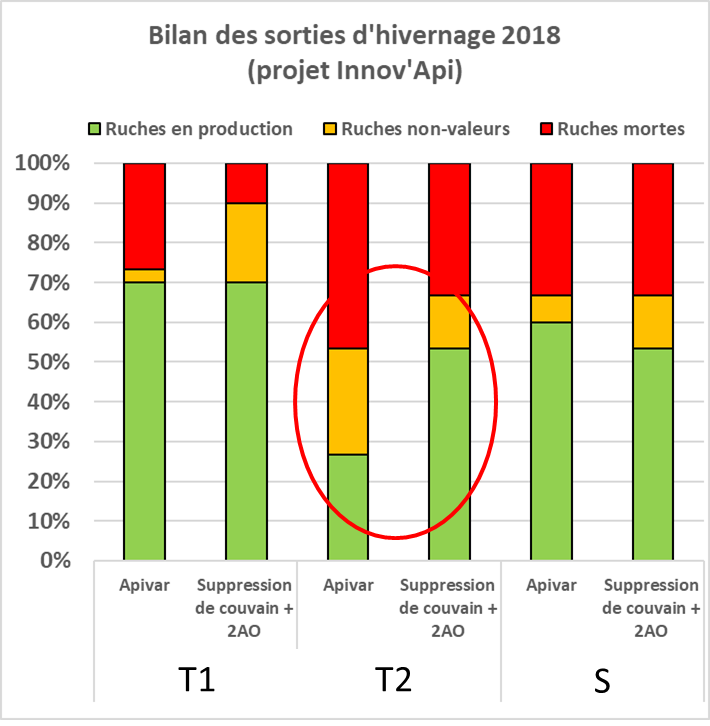 Bilan des sorties d'hivernage 2018
(projet Innov'Api)
Ruches en production Ruches non-valeurs Ruches mortes
100%
90%
80%
70%
60%
50%
40%
30%
20%
10%
0%
Apivar Suppression de couvain + 2AO Apivar Suppression de couvain + 2AO Apivar Suppression de couvain + 2AO
T1 T2 S